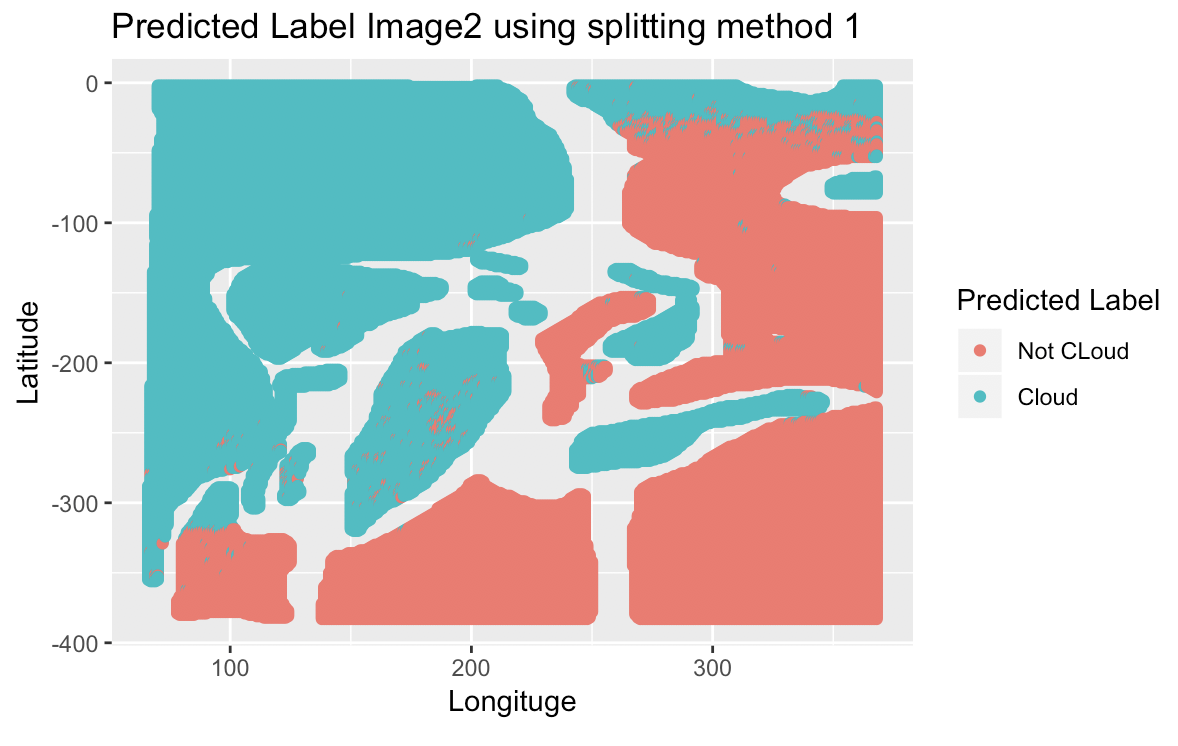 Predicted Label Image2 using splitting method 1
0
-100
-200
-300
-400
Latitude
100 200 300
Longituge
Predicted Label
Not CLoud
Cloud